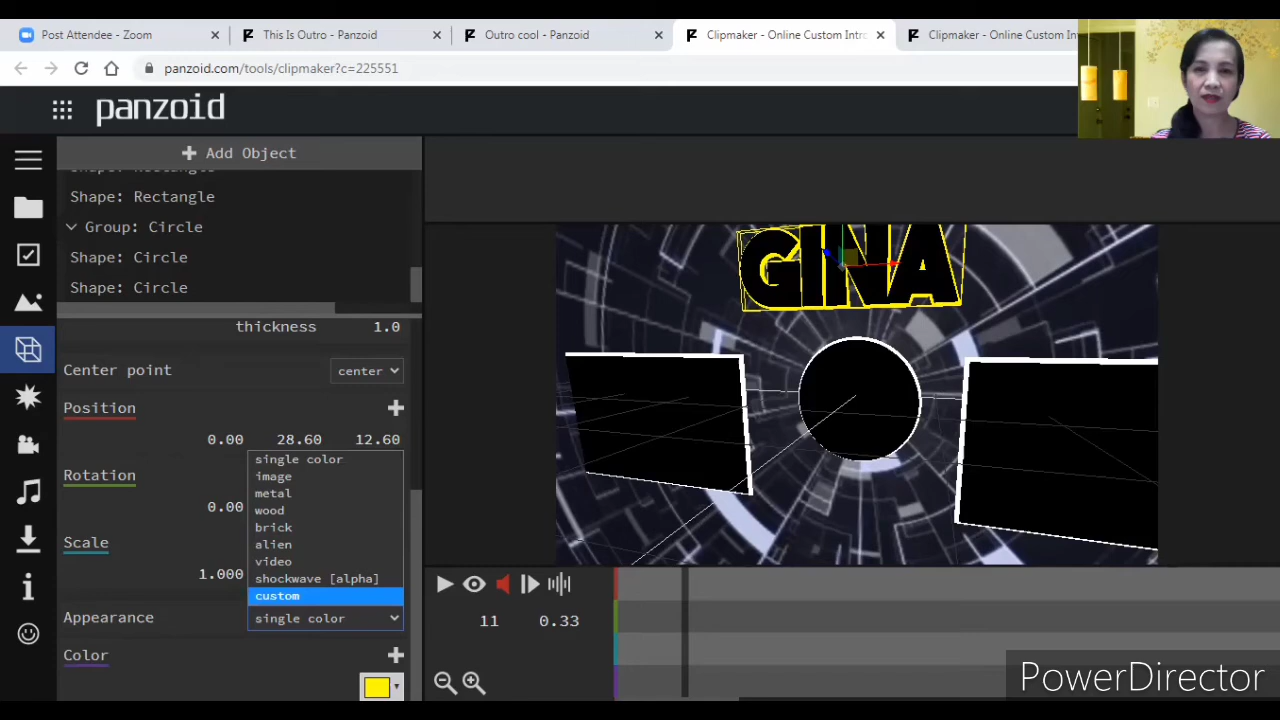 Post Attendee - Zoom
This Is Outro - Panzoid
Outro cool - Panzoid
Clipmaker - Online Custom Intro
Clipmaker - Online Custom Int
panzoid.com/tools/clipmaker?c=225551
panzoid
Add Object
Shape: Rectangle
Shape: Rectangle
Group: Circle
Shape: Circle
Shape: Circle
thickness 1.0
Center point center
Position
0.00 28.60 12.60
Rotation
0.00
Scale
1.000
single color
image
metal
wood
brick
alien
video
shockwave [alpha]
custom
Appearance single color
Color
GINA
11 0.33
PowerDirector